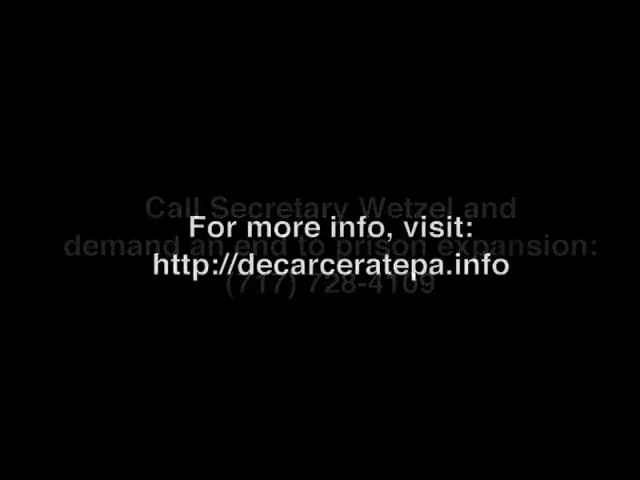 Call Secretary Wetzel and
For more info, visit:
demand an end to prison expansion:
http://decarceratepa.info
(717) 728-4109